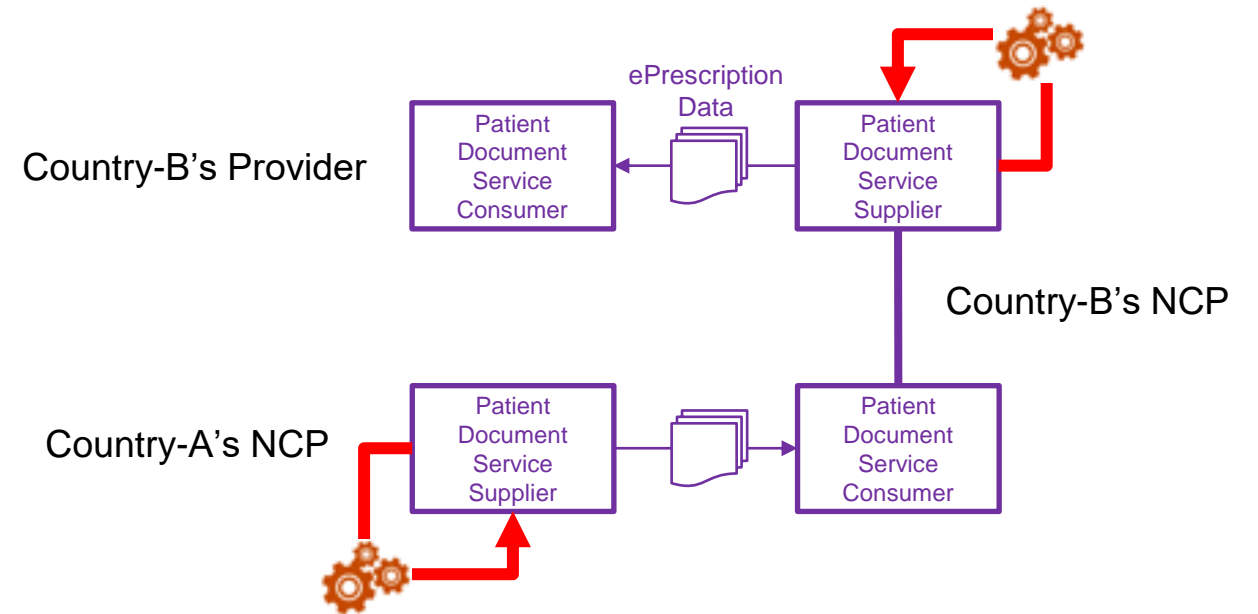 ePrescription
Data
Country-B’s Provider
Patient
Document
Service
Consumer
Patient
Document
Service
Supplier
Country-B’s NCP
Country-A’s NCP
Patient
Document
Service
Supplier
Patient
Document
Service
Consumer